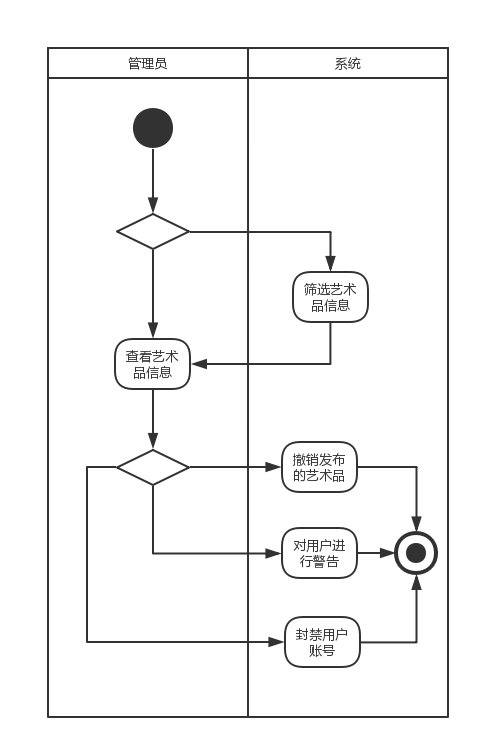 管理员
系统
筛选艺术
品信息
查看艺术
品信息
撤销发布
的艺术品
对用户进
行警告
封禁用户
账号